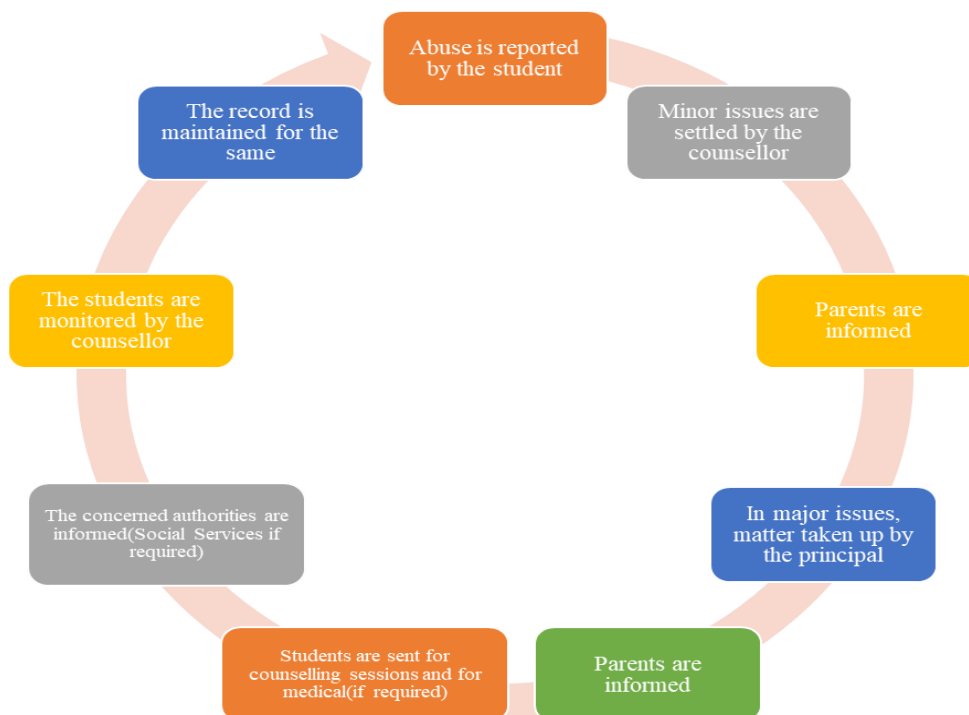 Abuse is reported
by the student
Minor issues are
settled by the
counsellor
Parents are
informed
In major issues,
matter taken up by
the principal
Parents are
informed
Students are sent for
counselling sessions and for
medical(if required)
The concerned authorities are
informed(Social Services if
required)
The students are
monitored by the
counsellor
The record is
maintained for the
same